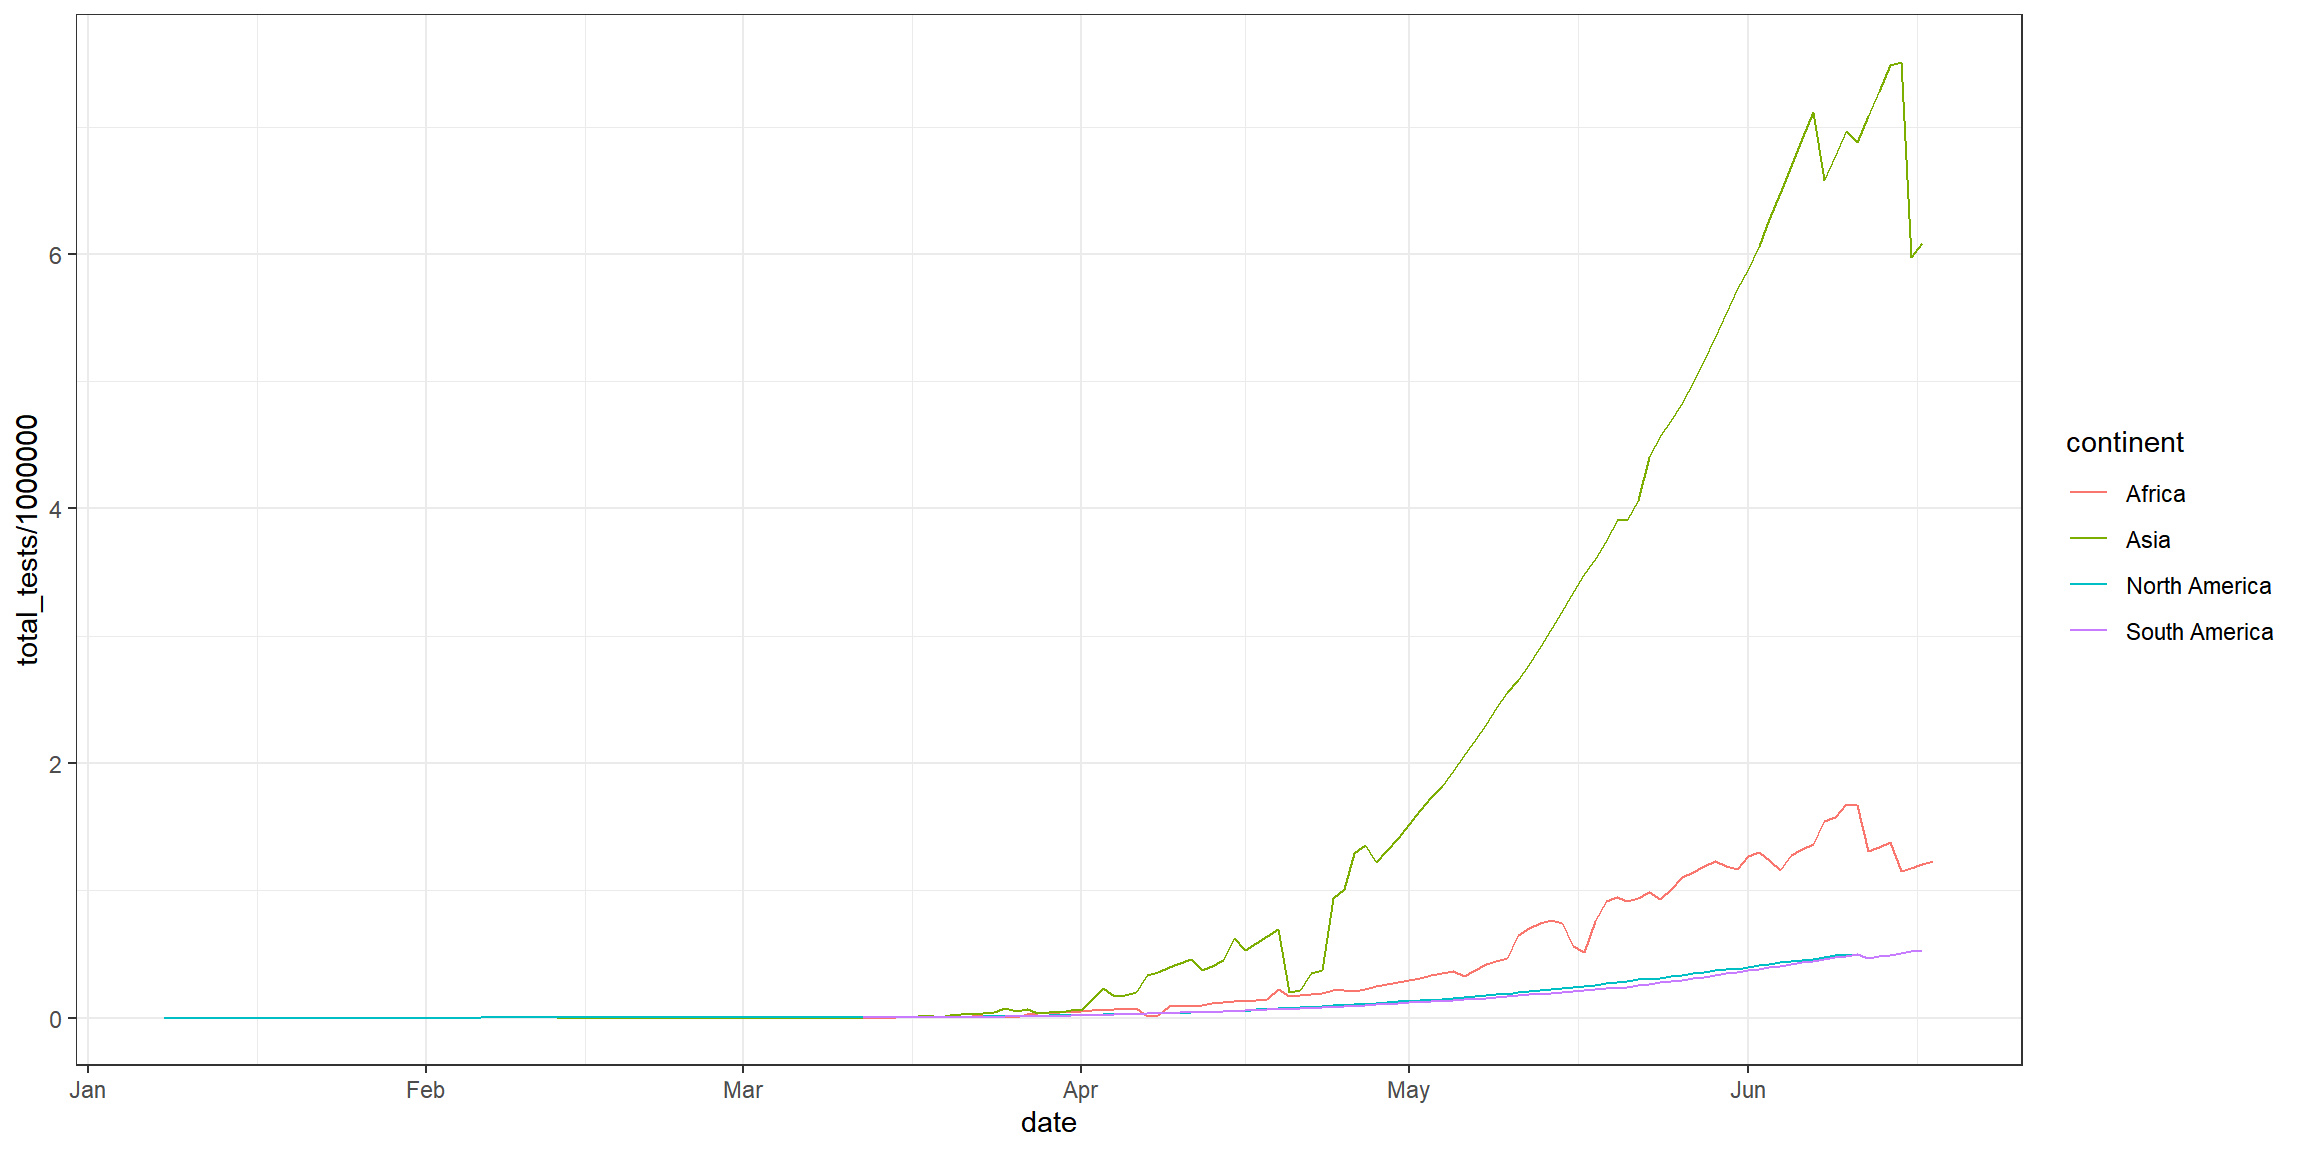 total_tests/1000000
6
4
2
0
Jan Feb Mar Apr May Jun
date
continent
Africa
Asia
North America
South America